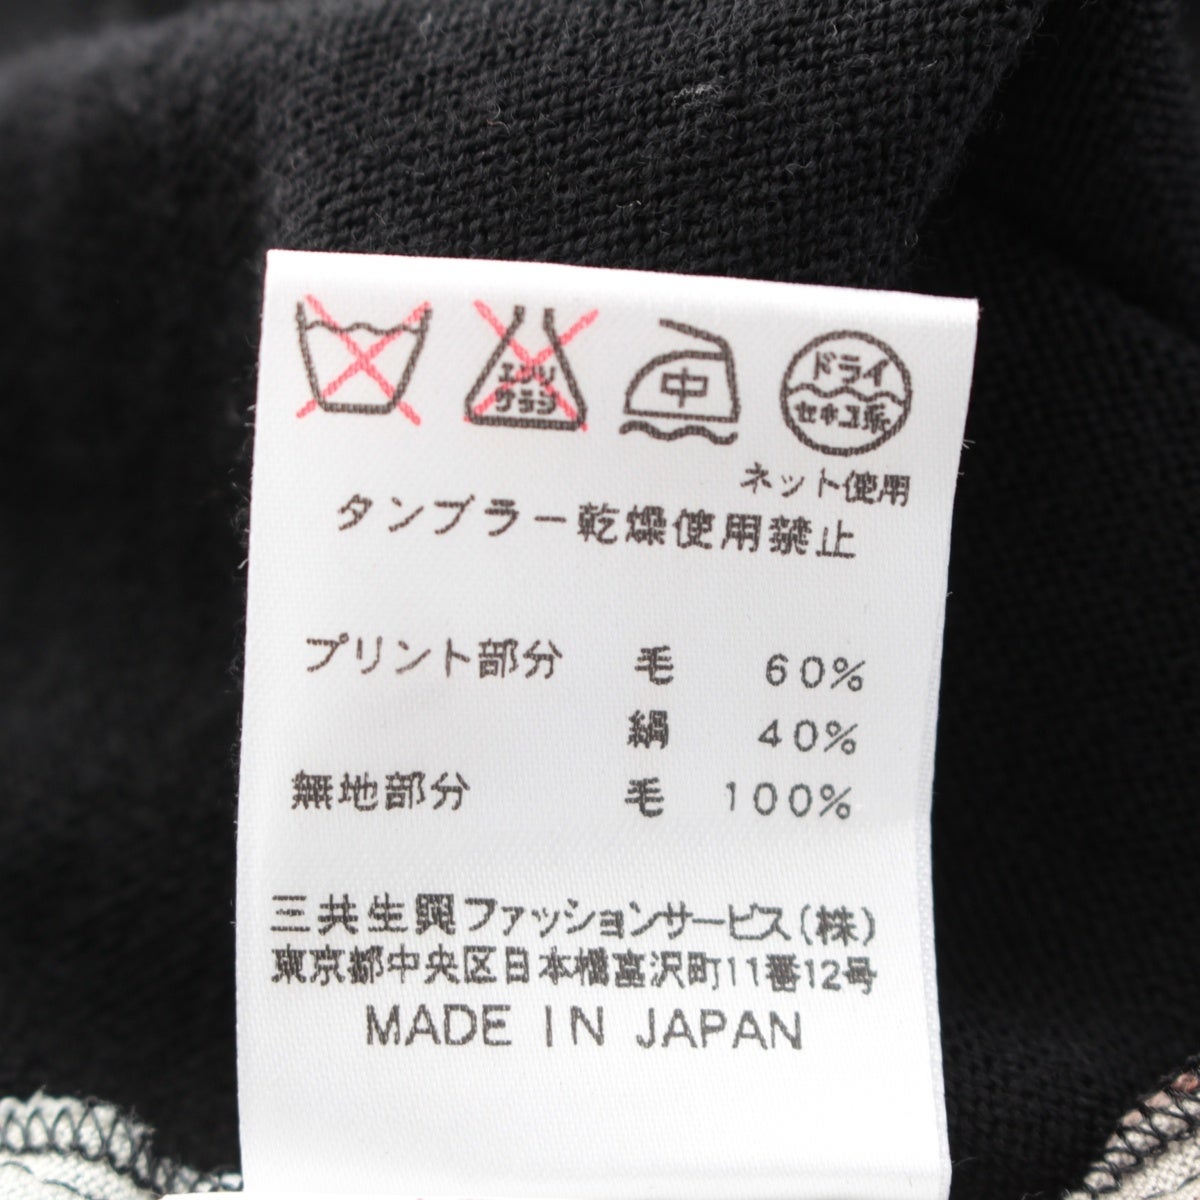 エンソ
サラシ
中
ドライ
セキユ系
ネット使用
タンブラー乾燥使用禁止
プリント部分 毛 60%
絹 40%
無地部分 毛 100%
三共生興ファッションサービス(株)
東京都中央区日本橋富沢町11番12号
MADE IN JAPAN